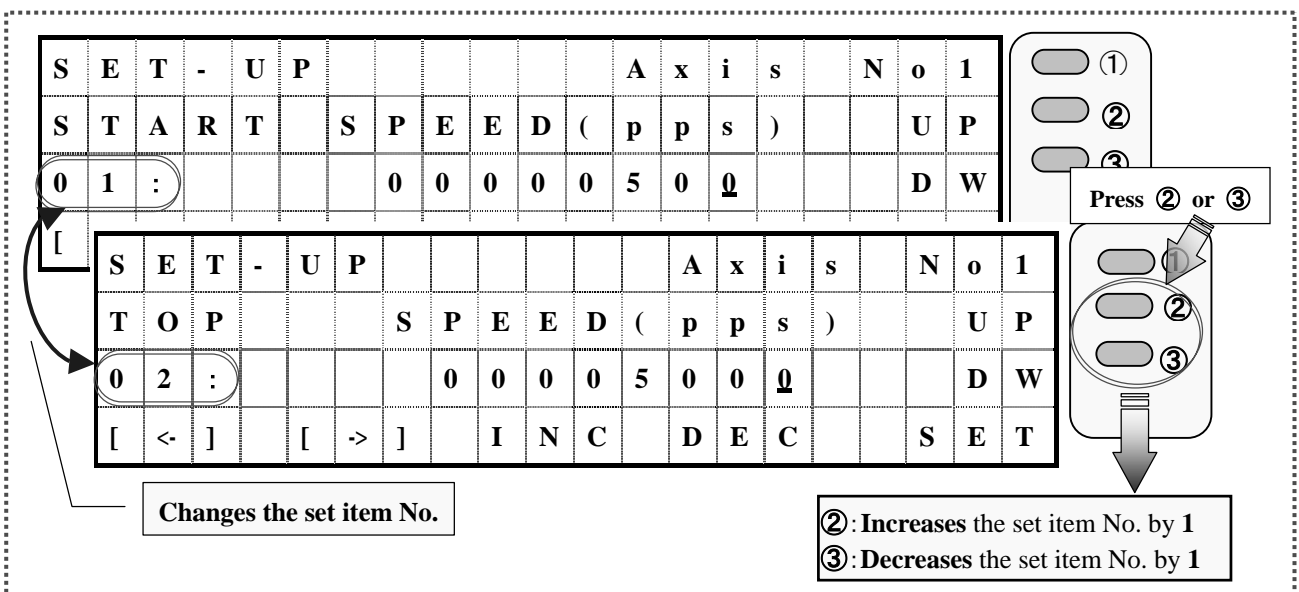 SET-UP Axis No1 ①
START SPEED(pps) UP ②
01: 00000500 DW ③
[
Press ② or ③
SET-UP Axis No1 ①
TOP SPEED(pps) UP ②
02: 00005000 DW ③
[<-] [->] INC DEC SET
Changes the set item No.
②:Increases the set item No. by 1
③:Decreases the set item No. by 1